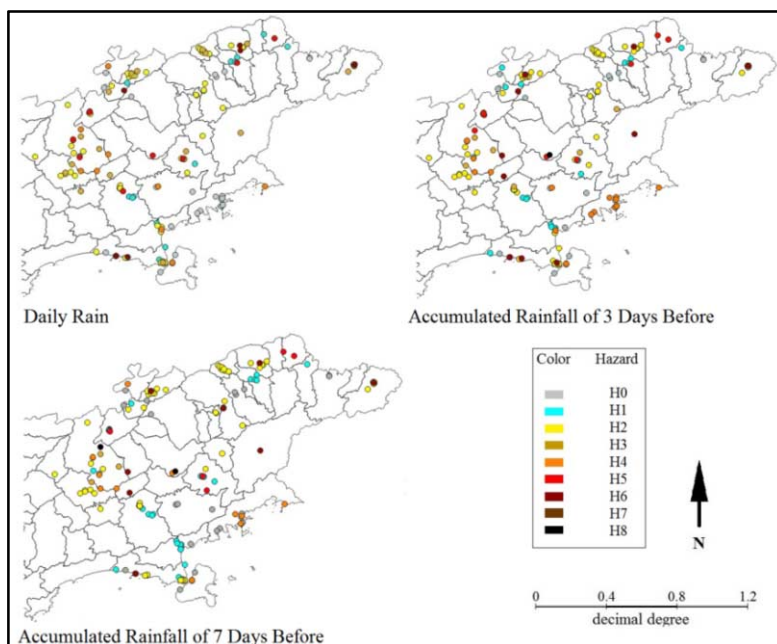 Daily Rain
Accumulated Rainfall of 3 Days Before
Color Hazard
H0
H1
H2
H3
H4
H5
H6
H7
H8
N
0 0.4 0.8 1.2
decimal degree
Accumulated Rainfall of 7 Days Before